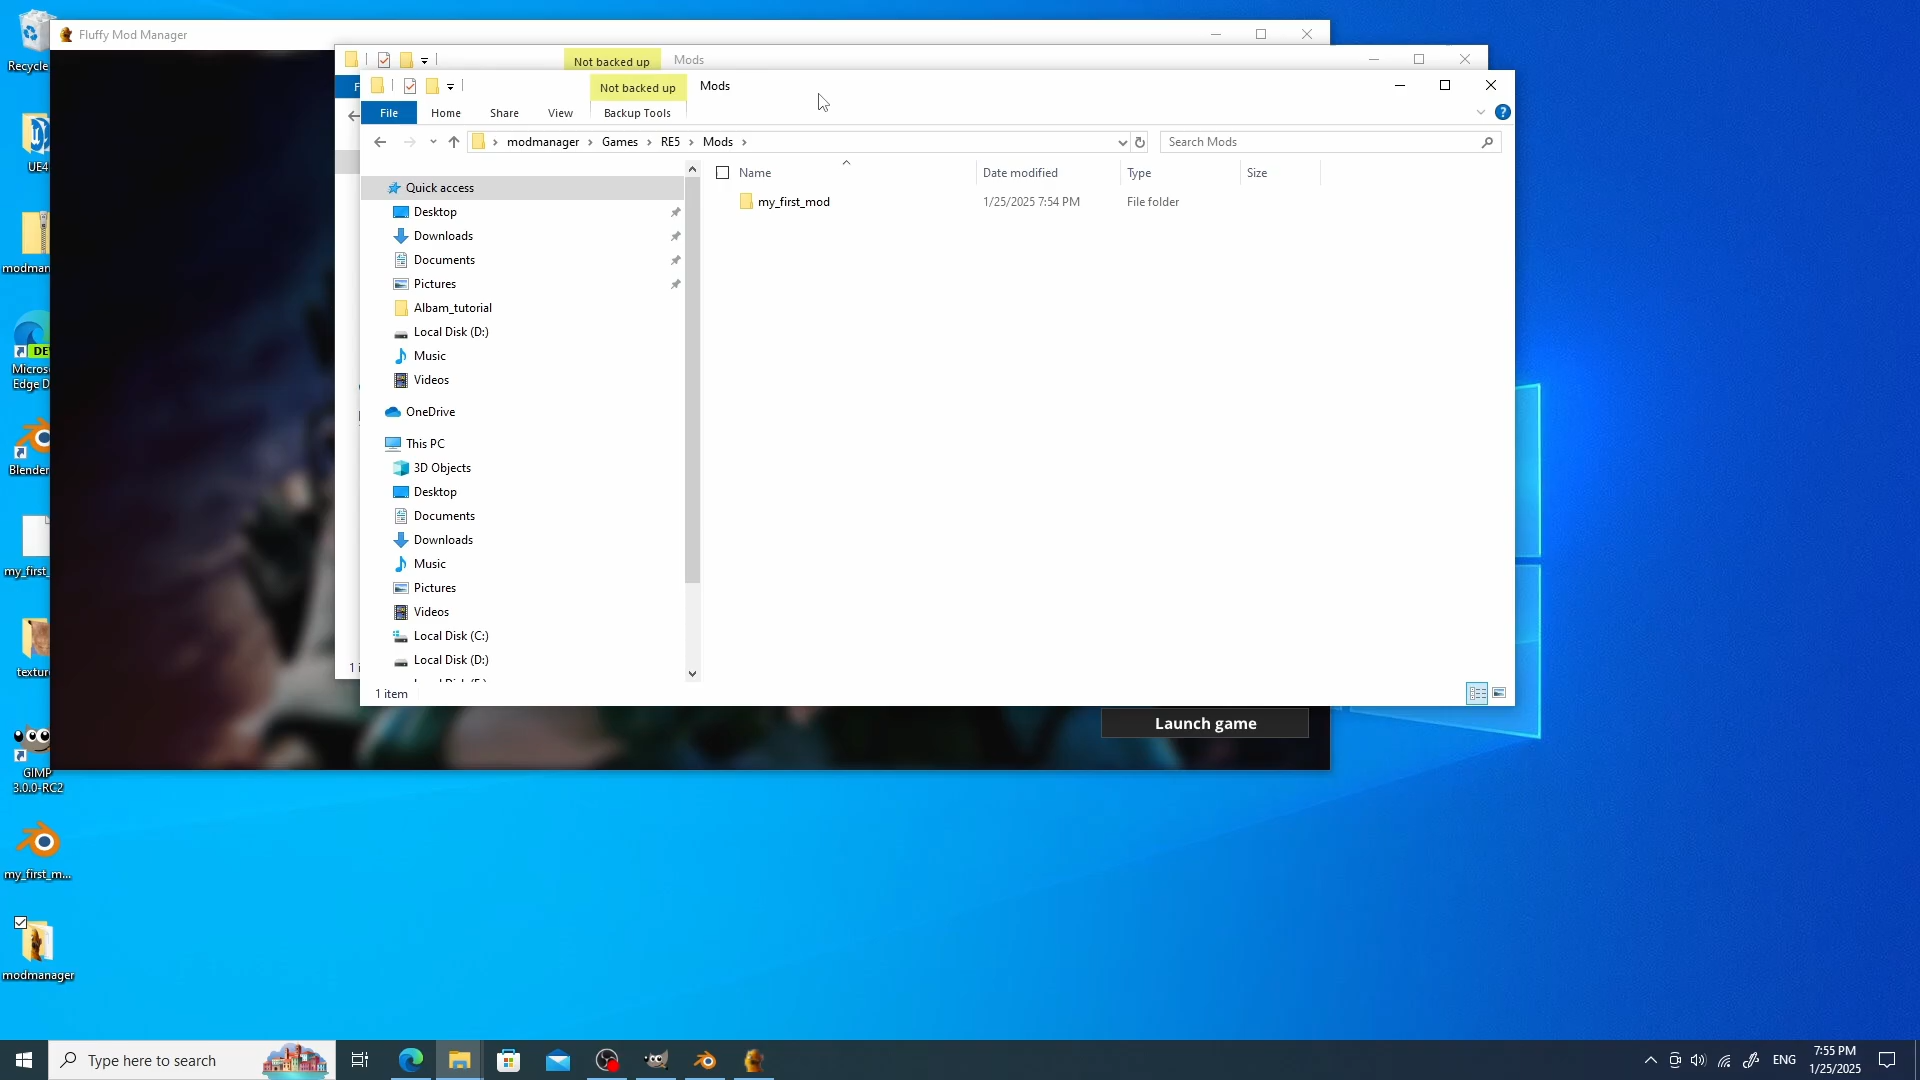 Fluffy Mod Manager
Not backed up
Mods
Not backed up
Mods
File
Home
Share
View
Backup Tools
modmanager
Games
RE5
Mods
Search Mods
Name
Date modified
Type
Size
my_first_mod
1/25/2025 7:54 PM
File folder
Quick access
Desktop
Downloads
Documents
Pictures
Albam_tutorial
Local Disk (D:)
Music
Videos
OneDrive
This PC
3D Objects
Desktop
Documents
Downloads
Music
Pictures
Videos
Local Disk (C:)
Local Disk (D:)
1 item
Launch game
Recycle
UE4
modman
Micros
Edge D
DE
Blender
my_first_
textur
GIMP
3.0.0-RC2
my_first_m...
modmanager
Type here to search
ENG
7:55 PM
1/25/2025